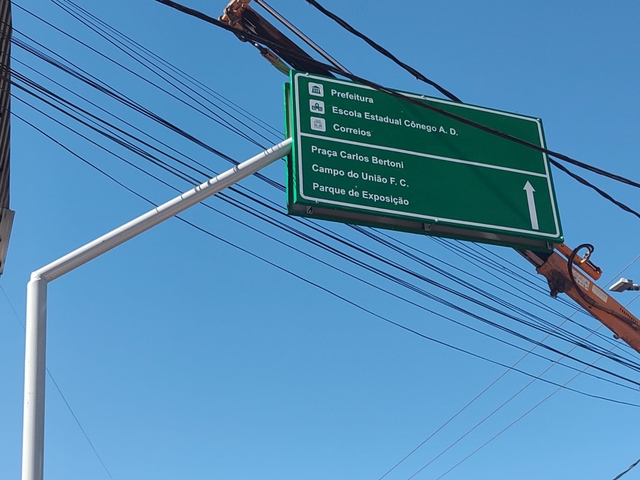 Prefeitura
Escola Estadual Cônego A. D.
Correios
Praça Carlos Bertoni
Campo do União F. C.
Parque de Exposição